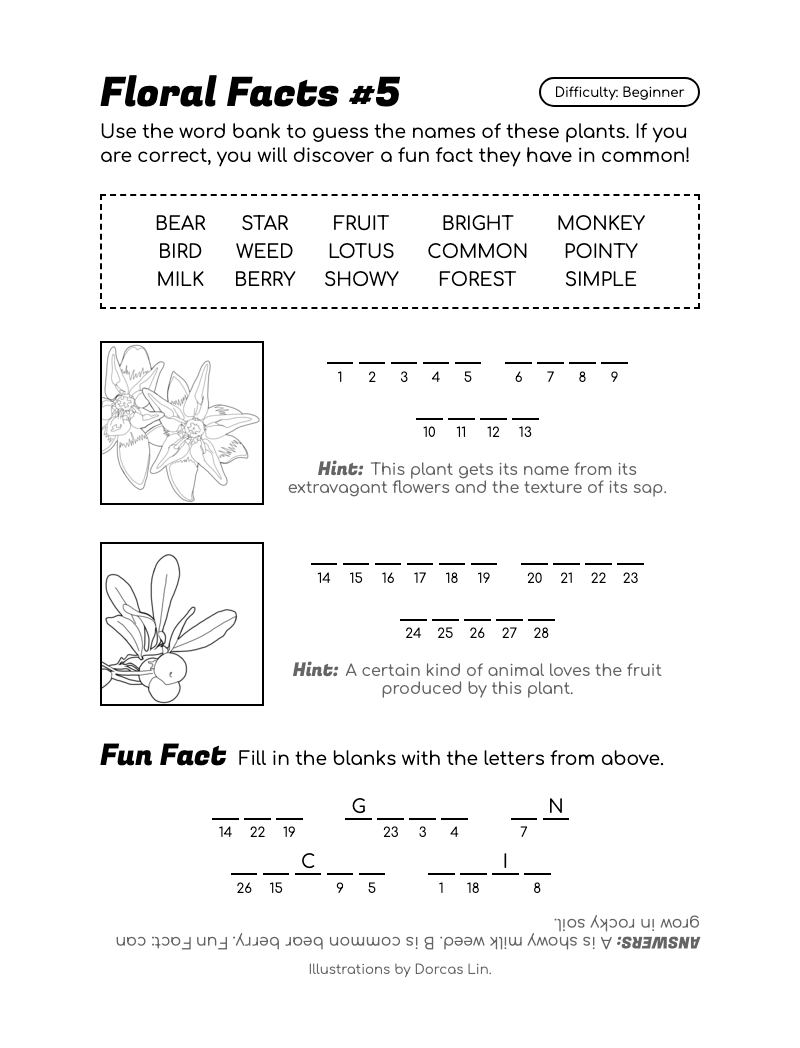 Floral Facts #5
Difficulty: Beginner
Use the word bank to guess the names of these plants. If you
are correct, you will discover a fun fact they have in common!
BEAR STAR FRUIT BRIGHT MONKEY
BIRD WEED LOTUS COMMON POINTY
MILK BERRY SHOWY FOREST SIMPLE
1 2 3 4 5 6 7 8 9
10 11 12 13
Hint: This plant gets its name from its
extravagant flowers and the texture of its sap.
14 15 16 17 18 19 20 21 22 23
24 25 26 27 28
Hint: A certain kind of animal loves the fruit
produced by this plant.
Fun Fact Fill in the blanks with the letters from above.
G N
14 22 19 23 3 4 7
C I
26 15 9 5 1 18 8
ANSWERS: A is showy milk weed. B is common bear berry. Fun Fact: can
grow in rocky soil.
Illustrations by Dorcas Lin.